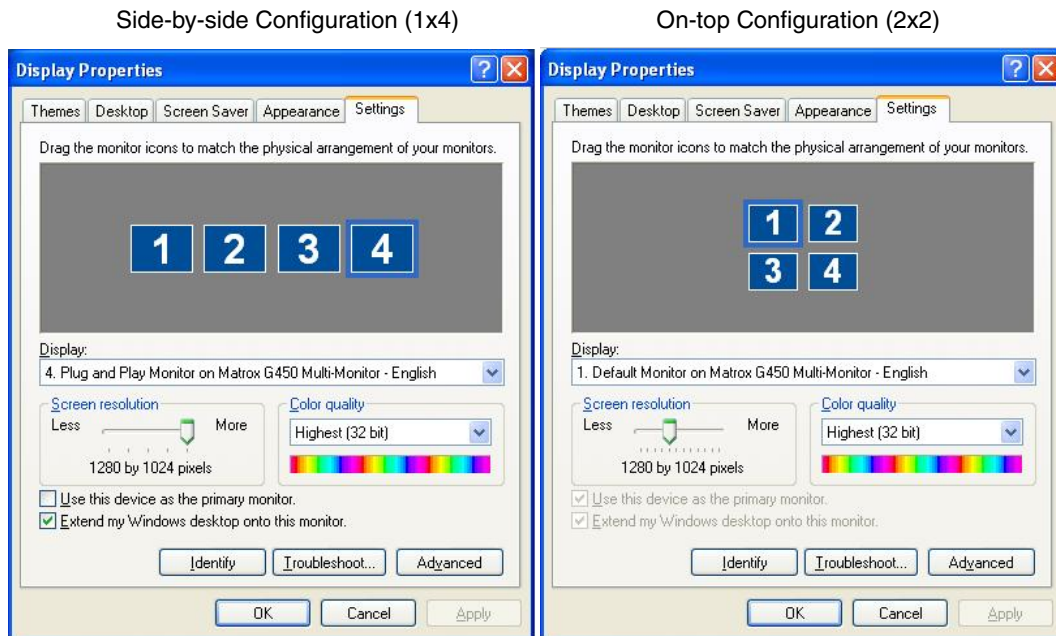 Side-by-side Configuration (1x4)
Display Properties
Themes Desktop Screen Saver Appearance Settings
Drag the monitor icons to match the physical arrangement of your monitors.
1 2 3 4
Display:
4. Plug and Play Monitor on Matrox G450 Multi-Monitor - English
Screen resolution
Less More
1280 by 1024 pixels
Color quality
Highest (32 bit)
Use this device as the primary monitor.
Extend my Windows desktop onto this monitor.
Identify Troubleshoot... Advanced
OK Cancel Apply
On-top Configuration (2x2)
Display Properties
Themes Desktop Screen Saver Appearance Settings
Drag the monitor icons to match the physical arrangement of your monitors.
1 2
3 4
Display:
1. Default Monitor on Matrox G450 Multi-Monitor - English
Screen resolution
Less More
1280 by 1024 pixels
Color quality
Highest (32 bit)
Use this device as the primary monitor.
Extend my Windows desktop onto this monitor.
Identify Troubleshoot... Advanced
OK Cancel Apply